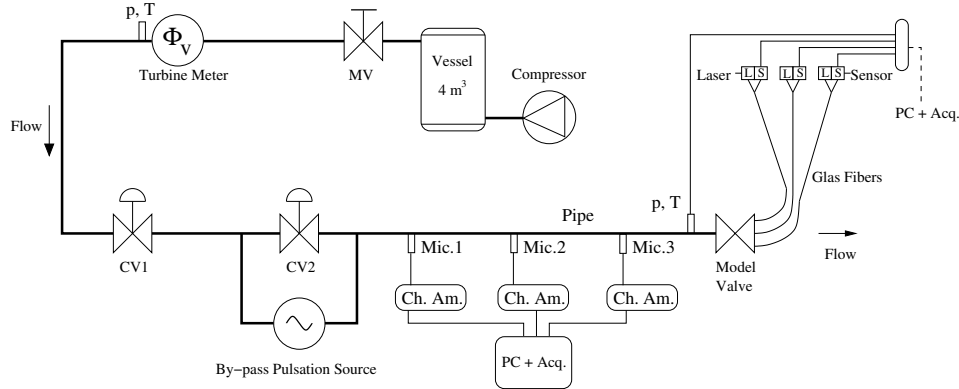 p, T
Φv
Turbine Meter
MV
Vessel
4 m³
Compressor
Laser
L S
L S
L S
Sensor
PC + Acq.
Flow
Glas Fibers
p, T
Pipe
CV1
CV2
Mic.1
Mic.2
Mic.3
Model
Valve
Flow
Ch. Am.
Ch. Am.
Ch. Am.
By−pass Pulsation Source
PC + Acq.